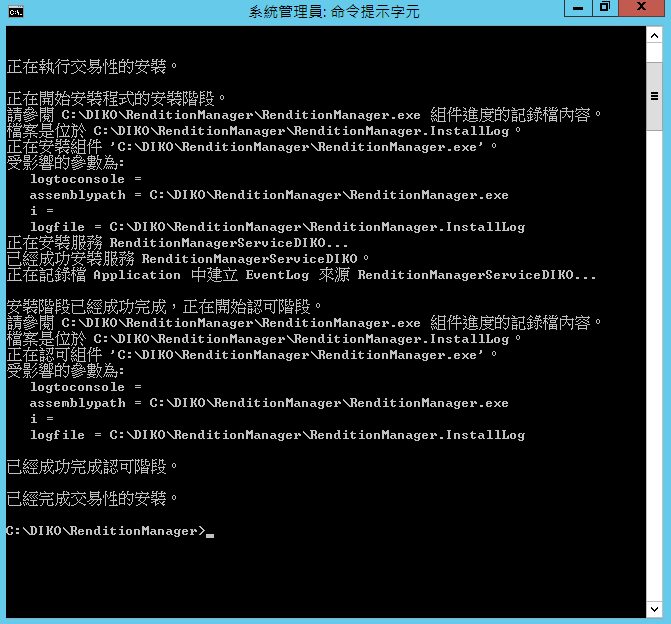 系統管理員: 命令提示字元
正在執行交易性的安裝。
正在開始安裝程式的安裝階段。
請參閱 C:\DIKO\RenditionManager\RenditionManager.exe 組件進度的記錄檔內容。
檔案是位於 C:\DIKO\RenditionManager\RenditionManager.InstallLog。
正在安裝組件 'C:\DIKO\RenditionManager\RenditionManager.exe'。
受影響的參數為:
logtoconsole =
assemblypath = C:\DIKO\RenditionManager\RenditionManager.exe
i =
logfile = C:\DIKO\RenditionManager\RenditionManager.InstallLog
正在安裝服務 RenditionManagerServiceDIKO...
已經成功安裝服務 RenditionManagerServiceDIKO。
正在記錄檔 Application 中建立 EventLog 來源 RenditionManagerServiceDIKO...
安裝階段已經成功完成，正在開始認可階段。
請參閱 C:\DIKO\RenditionManager\RenditionManager.exe 組件進度的記錄檔內容。
檔案是位於 C:\DIKO\RenditionManager\RenditionManager.InstallLog。
正在認可組件 'C:\DIKO\RenditionManager\RenditionManager.exe'。
受影響的參數為:
logtoconsole =
assemblypath = C:\DIKO\RenditionManager\RenditionManager.exe
i =
logfile = C:\DIKO\RenditionManager\RenditionManager.InstallLog
已經成功完成認可階段。
已經完成交易性的安裝。
C:\DIKO\RenditionManager>